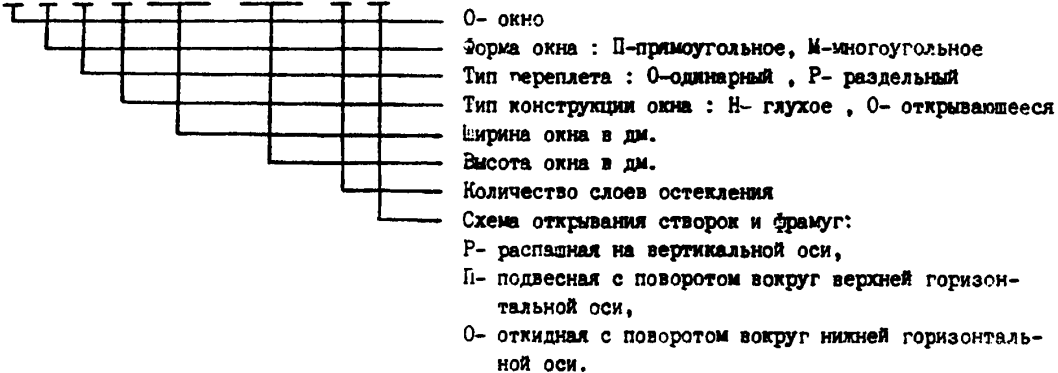 О- окно
Форма окна : П-прямоугольное, М-многоугольное
Тип переплета : О-одинарный , Р- раздельный
Тип конструкции окна : Н- глухое , О- открывающееся
Ширина окна в дм.
Высота окна в дм.
Количество слоев остекления
Схема открывания створок и фрамуг:
Р- распашная на вертикальной оси,
П- подвесная с поворотом вокруг верхней горизон-
тальной оси,
О- откидная с поворотом вокруг нижней горизонталь-
ной оси.